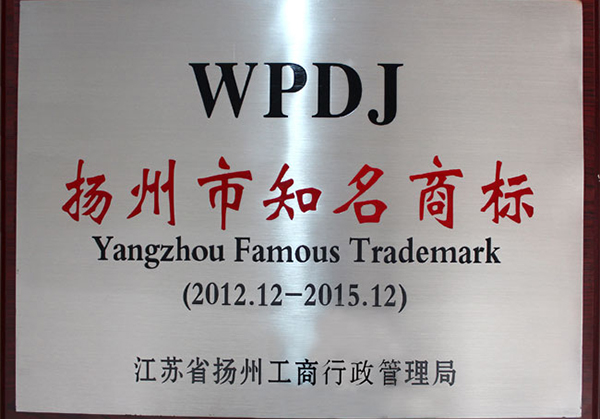 WPDJ
扬州市知名商标
Yangzhou Famous Trademark
(2012.12-2015.12)
江苏省扬州工商行政管理局